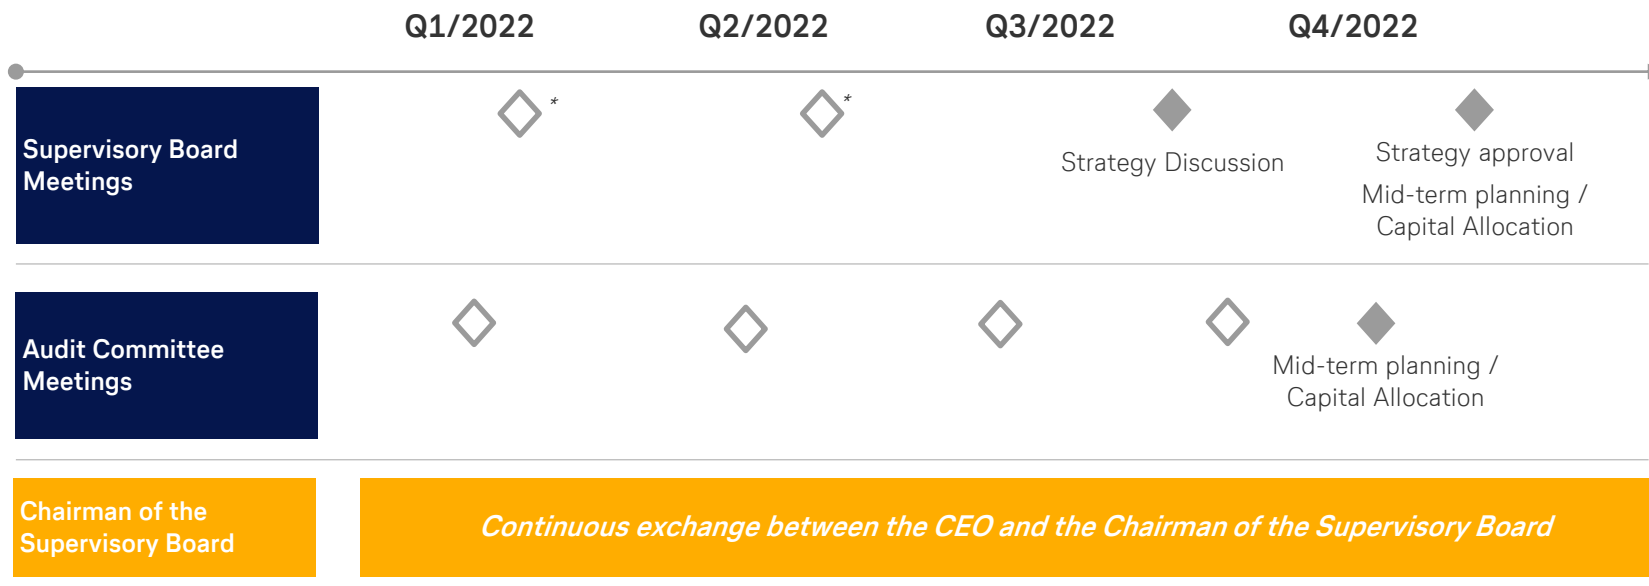 Q1/2022 Q2/2022 Q3/2022 Q4/2022
Supervisory Board
Meetings
*
*
Strategy Discussion
Strategy approval
Mid-term planning /
Capital Allocation
Audit Committee
Meetings
Mid-term planning /
Capital Allocation
Chairman of the
Supervisory Board
Continuous exchange between the CEO and the Chairman of the Supervisory Board